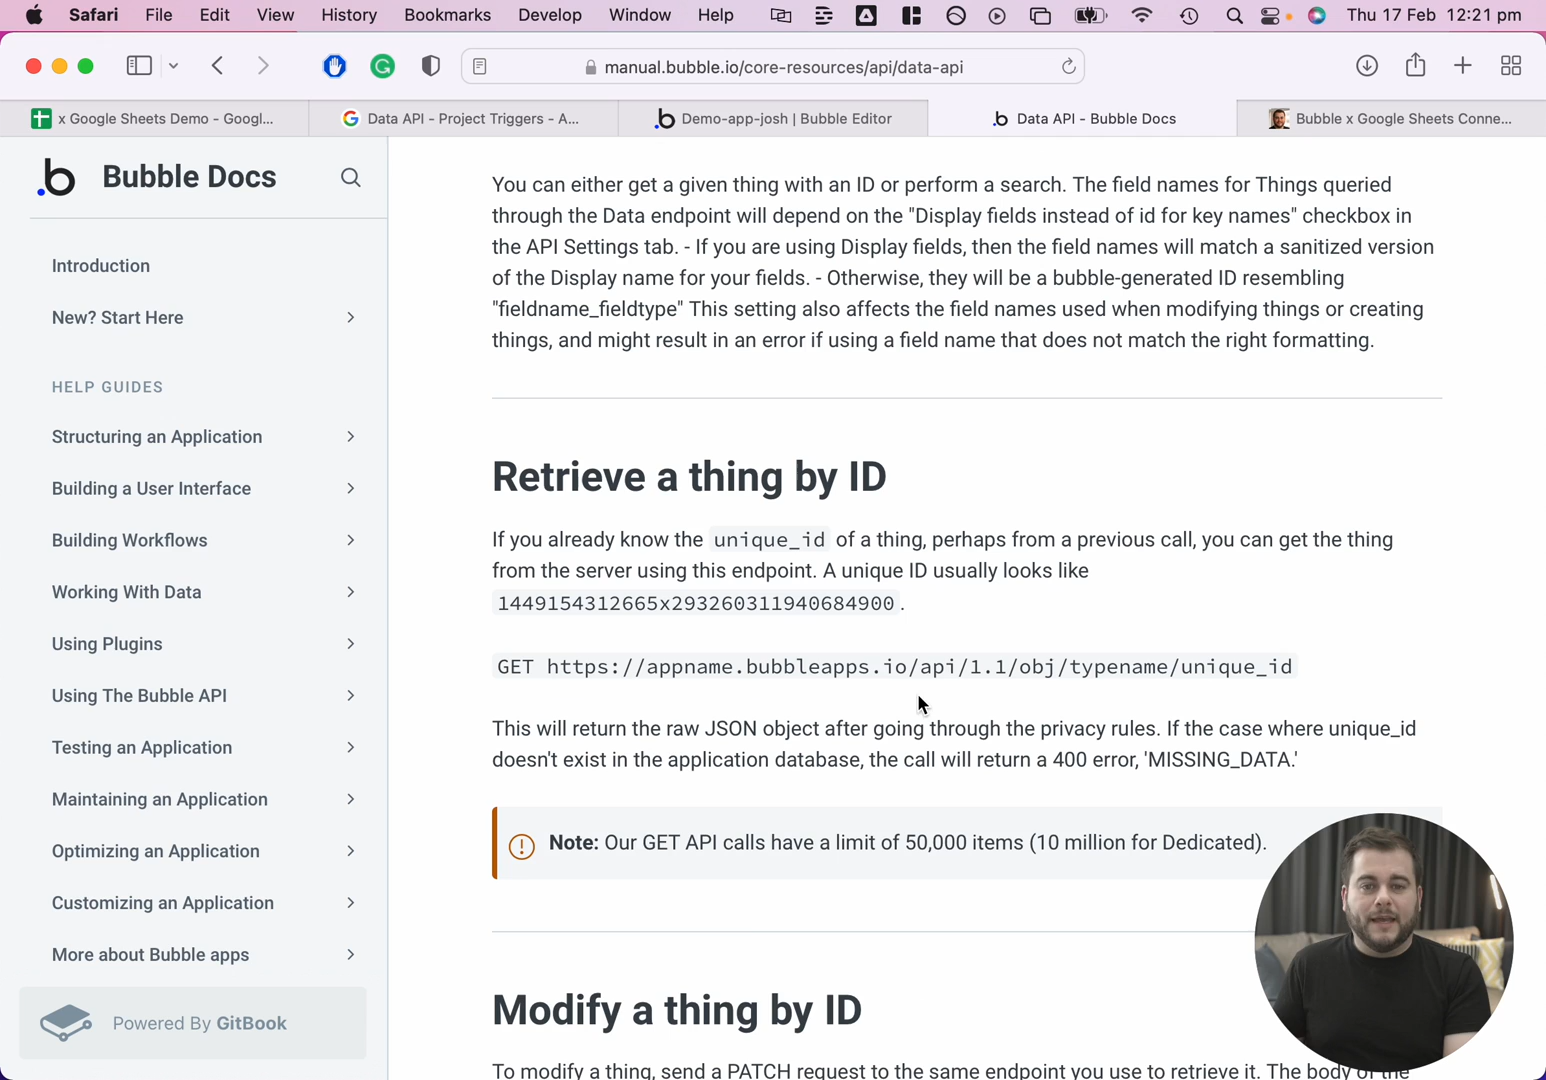 Safari File Edit View History Bookmarks Develop Window Help Thu 17 Feb 12:21 pm
manual.bubble.io/core-resources/api/data-api
x Google Sheets Demo - Googl... Data API - Project Triggers - A... Demo-app-josh | Bubble Editor Data API - Bubble Docs Bubble x Google Sheets Conne...
Bubble Docs
Introduction
New? Start Here
HELP GUIDES
Structuring an Application
Building a User Interface
Building Workflows
Working With Data
Using Plugins
Using The Bubble API
Testing an Application
Maintaining an Application
Optimizing an Application
Customizing an Application
More about Bubble apps
Powered By GitBook
You can either get a given thing with an ID or perform a search. The field names for Things queried
through the Data endpoint will depend on the "Display fields instead of id for key names" checkbox in
the API Settings tab. - If you are using Display fields, then the field names will match a sanitized version
of the Display name for your fields. - Otherwise, they will be a bubble-generated ID resembling
"fieldname_fieldtype" This setting also affects the field names used when modifying things or creating
things, and might result in an error if using a field name that does not match the right formatting.
Retrieve a thing by ID
If you already know the unique_id of a thing, perhaps from a previous call, you can get the thing
from the server using this endpoint. A unique ID usually looks like
1449154312665x293260311940684900 .
GET https://appname.bubbleapps.io/api/1.1/obj/typename/unique_id
This will return the raw JSON object after going through the privacy rules. If the case where unique_id
doesn't exist in the application database, the call will return a 400 error, 'MISSING_DATA.'
Note: Our GET API calls have a limit of 50,000 items (10 million for Dedicated).
Modify a thing by ID
To modify a thing, send a PATCH request to the same endpoint you use to retrieve it. The body of the